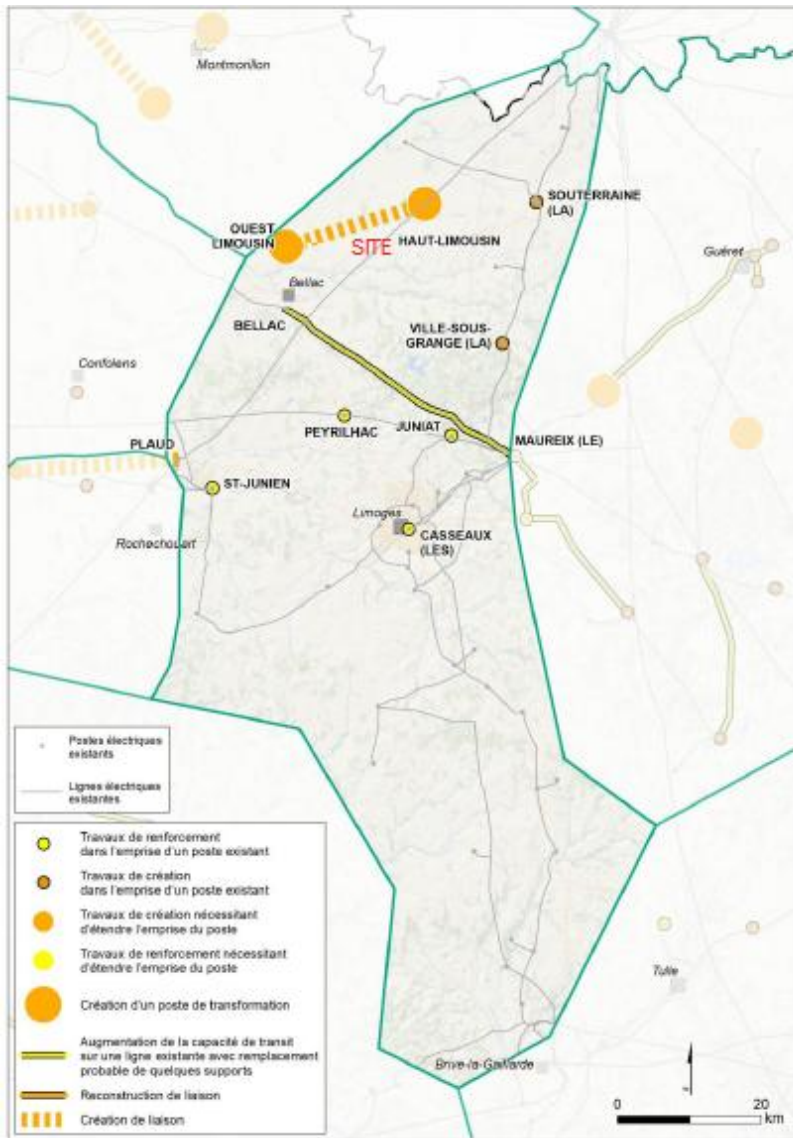 Montmorillon
SOUTERRAINE
(LA)
OUEST
LIMOUSIN
SITE
HAUT-LIMOUSIN
Guéret
Bellac
BELLAC
VILLE-SOUS-
GRANGE (LA)
Confolens
PEYRILHAC
JUNIAT
MAUREIX (LE)
PLAUD
ST-JUNIEN
Limoges
CASSEAUX
(LES)
Rochechouart
Postes électriques
existants
Lignes électriques
existantes
Travaux de renforcement
dans l'emprise d'un poste existant
Travaux de création
dans l'emprise d'un poste existant
Travaux de création nécessitant
d'étendre l'emprise du poste
Travaux de renforcement nécessitant
d'étendre l'emprise du poste
Création d'un poste de transformation
Augmentation de la capacité de transit
sur une ligne existante avec remplacement
probable de quelques supports
Reconstruction de liaison
Création de liaison
Tulle
Brive-la-Gaillarde
0 20
km